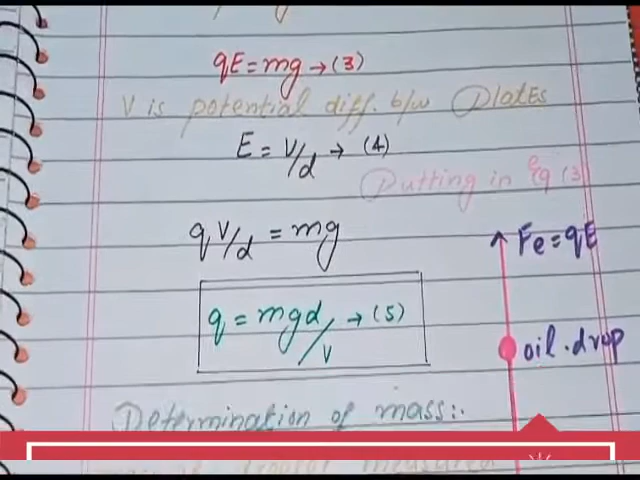 qE = mg → (3)
V is potential diff. b/w PlatEs
E = V/d → (4)
Putting in Eq (3)
qV/d = mg
Fe = qE
q = mgd/V → (5)
oil.drop
Determination of mass:.